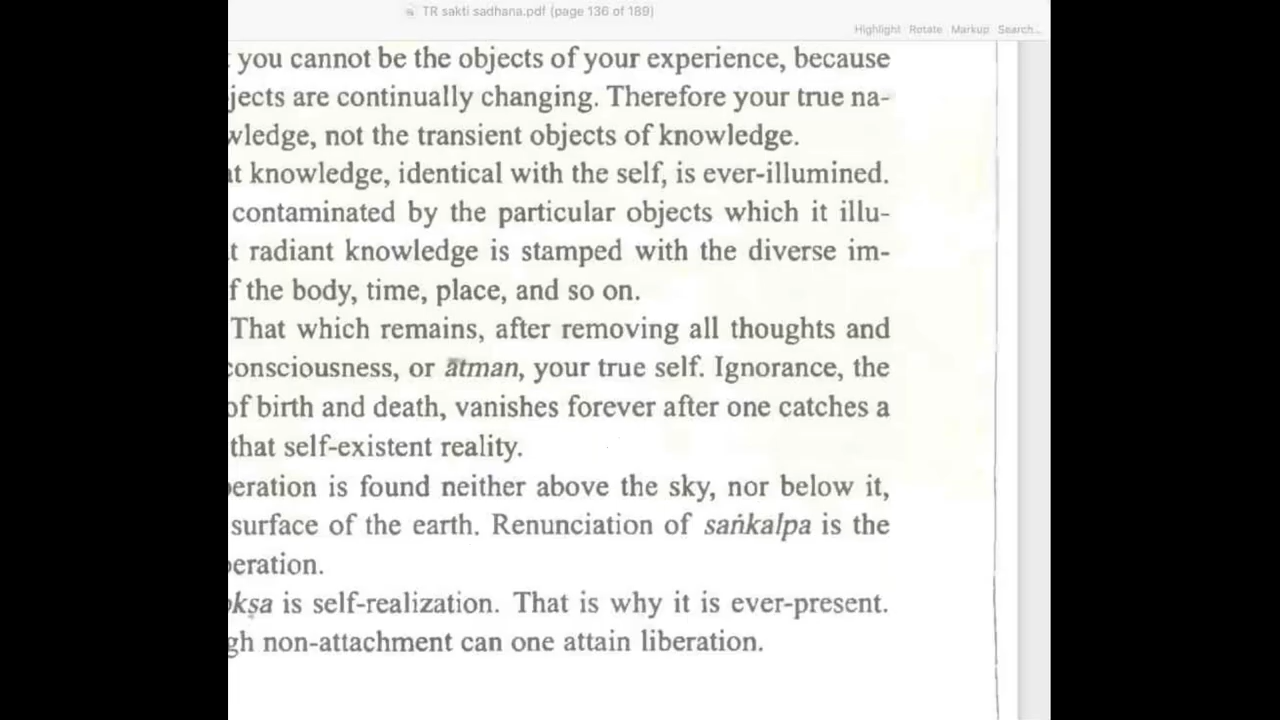 TR sakti sadhana.pdf (page 136 of 189)
Highlight Rotate Markup Search...
you cannot be the objects of your experience, because
jects are continually changing. Therefore your true na-
wledge, not the transient objects of knowledge.
knowledge, identical with the self, is ever-illumined.
contaminated by the particular objects which it illu-
radiant knowledge is stamped with the diverse im-
f the body, time, place, and so on.
That which remains, after removing all thoughts and
consciousness, or ātman, your true self. Ignorance, the
of birth and death, vanishes forever after one catches a
that self-existent reality.
eration is found neither above the sky, nor below it,
surface of the earth. Renunciation of saṅkalpa is the
eration.
kṣa is self-realization. That is why it is ever-present.
gh non-attachment can one attain liberation.